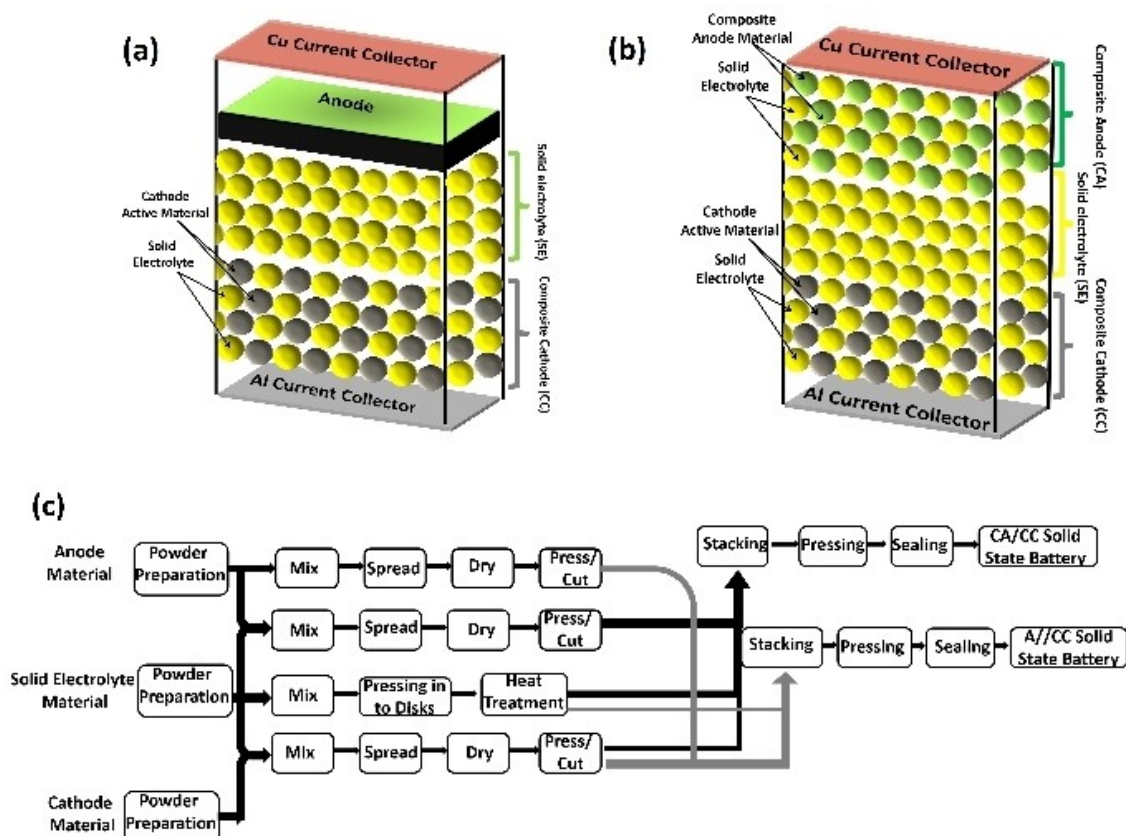 (a)
Cu Current Collector
Anode
Solid electrolyte (SE)
Cathode
Active Material
Solid
Electrolyte
Composite Cathode (CC)
Al Current Collector
(b)
Composite
Anode Material
Cu Current Collector
Solid
Electrolyte
Composite Anode (CA)
Solid electrolyte (SE)
Cathode
Active Material
Solid
Electrolyte
Composite Cathode (CC)
Al Current Collector
(c)
Anode
Material
Powder
Preparation
Mix
Spread
Dry
Press/
Cut
Stacking
Pressing
Sealing
CA/CC Solid
State Battery
Mix
Spread
Dry
Press/
Cut
Stacking
Pressing
Sealing
A//CC Solid
State Battery
Solid Electrolyte
Material
Powder
Preparation
Mix
Pressing in
to Disks
Heat
Treatment
Mix
Spread
Dry
Press/
Cut
Cathode
Material
Powder
Preparation